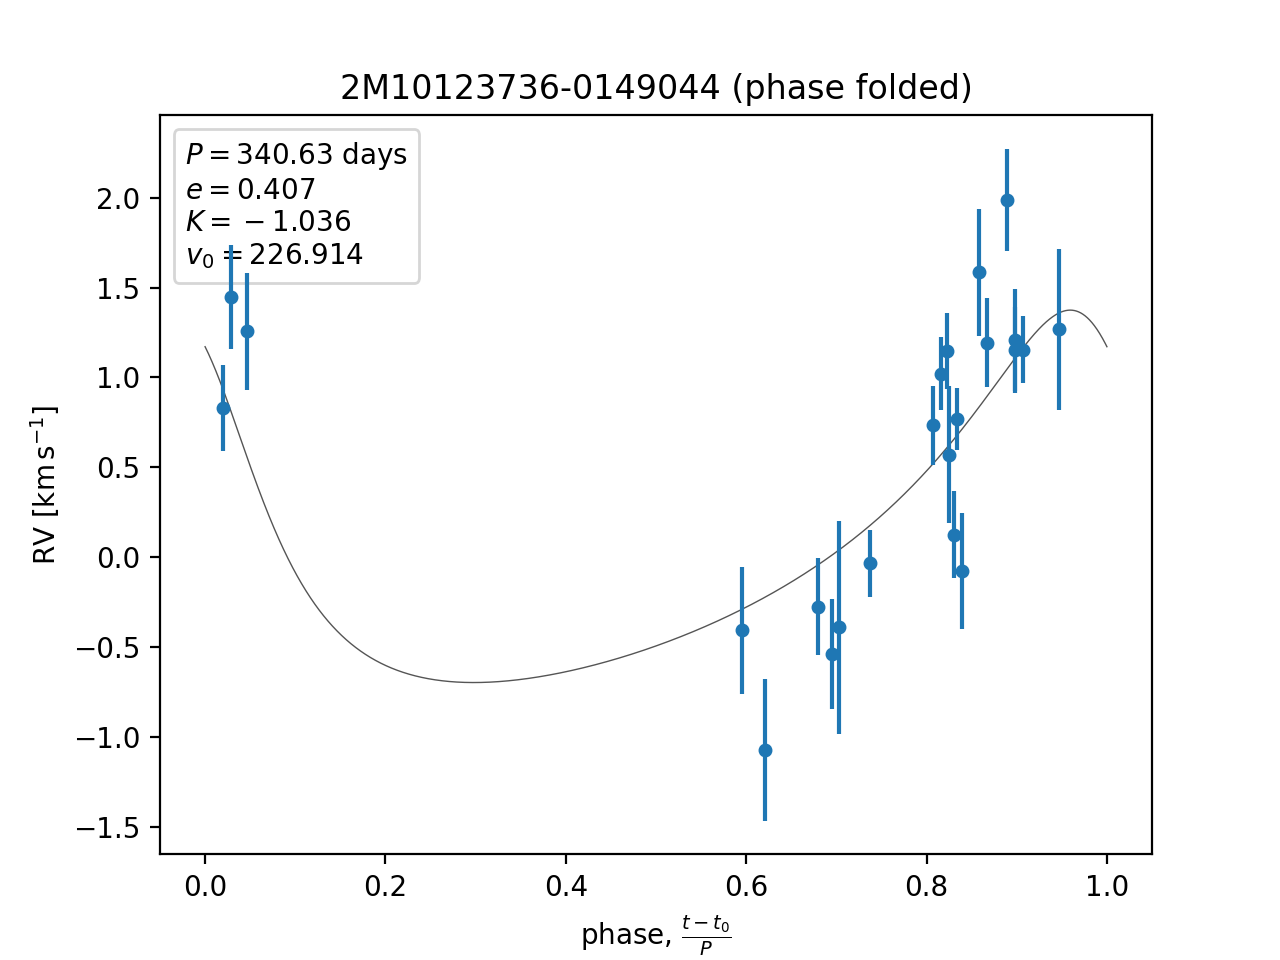 2M10123736-0149044 (phase folded)
P = 340.63 days
e = 0.407
K = −1.036
v₀ = 226.914
RV [km s⁻¹]
2.0
1.5
1.0
0.5
0.0
−0.5
−1.0
−1.5
0.0 0.2 0.4 0.6 0.8 1.0
phase, (t − t₀)/P